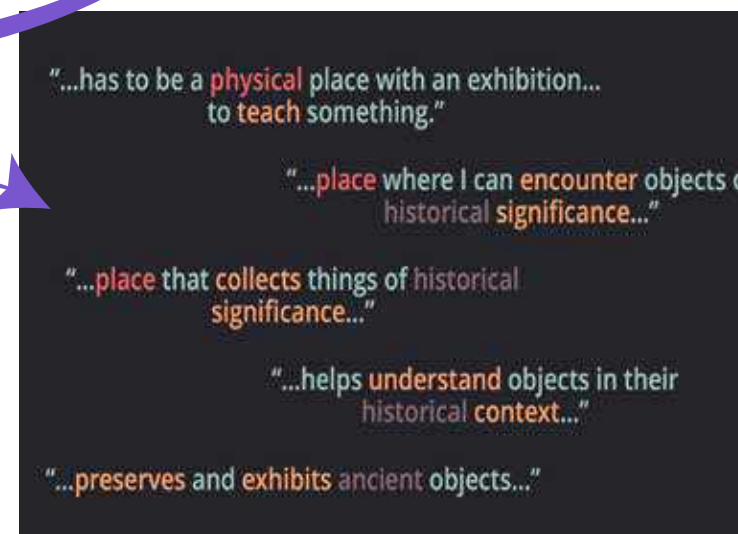 "...has to be a physical place with an exhibition...
to teach something."
"...place where I can encounter objects
historical significance..."
"...place that collects things of historical
significance..."
"...helps understand objects in their
historical context..."
"...preserves and exhibits ancient objects..."